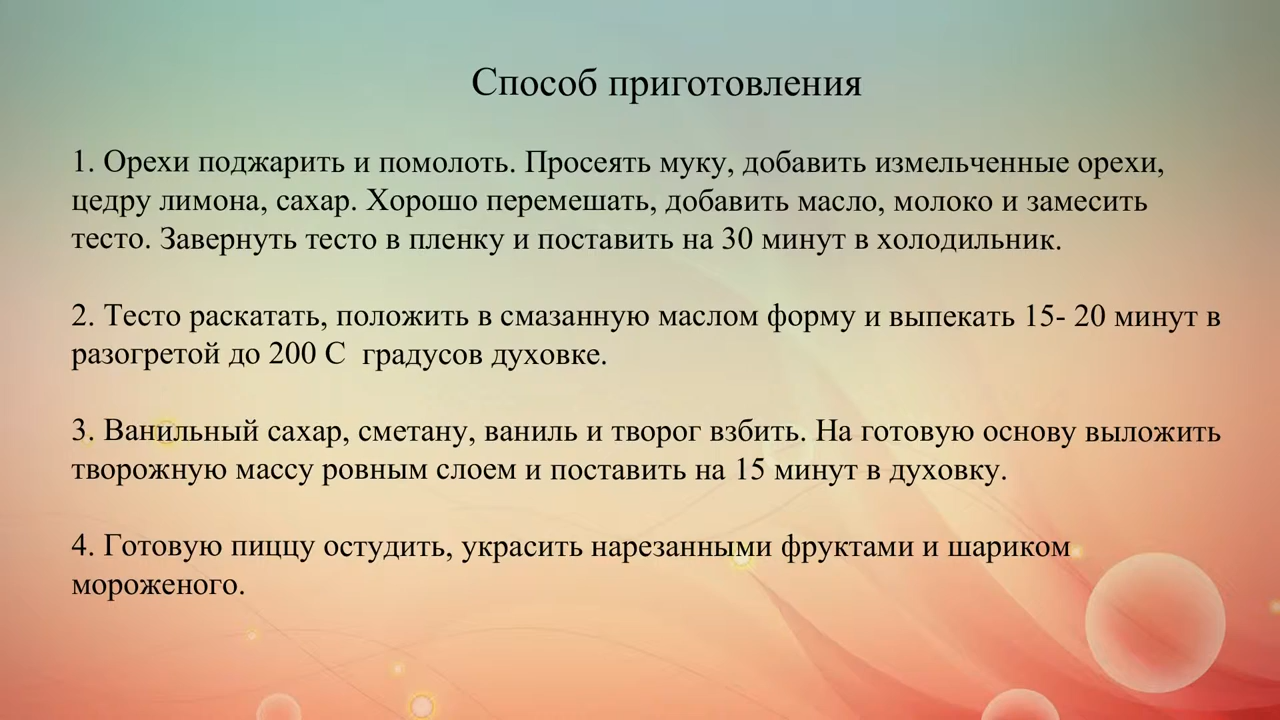 Способ приготовления
1. Орехи поджарить и помолоть. Просеять муку, добавить измельченные орехи,
цедру лимона, сахар. Хорошо перемешать, добавить масло, молоко и замесить
тесто. Завернуть тесто в пленку и поставить на 30 минут в холодильник.
2. Тесто раскатать, положить в смазанную маслом форму и выпекать 15- 20 минут в
разогретой до 200 С  градусов духовке.
3. Ванильный сахар, сметану, ваниль и творог взбить. На готовую основу выложить
творожную массу ровным слоем и поставить на 15 минут в духовку.
4. Готовую пиццу остудить, украсить нарезанными фруктами и шариком
мороженого.